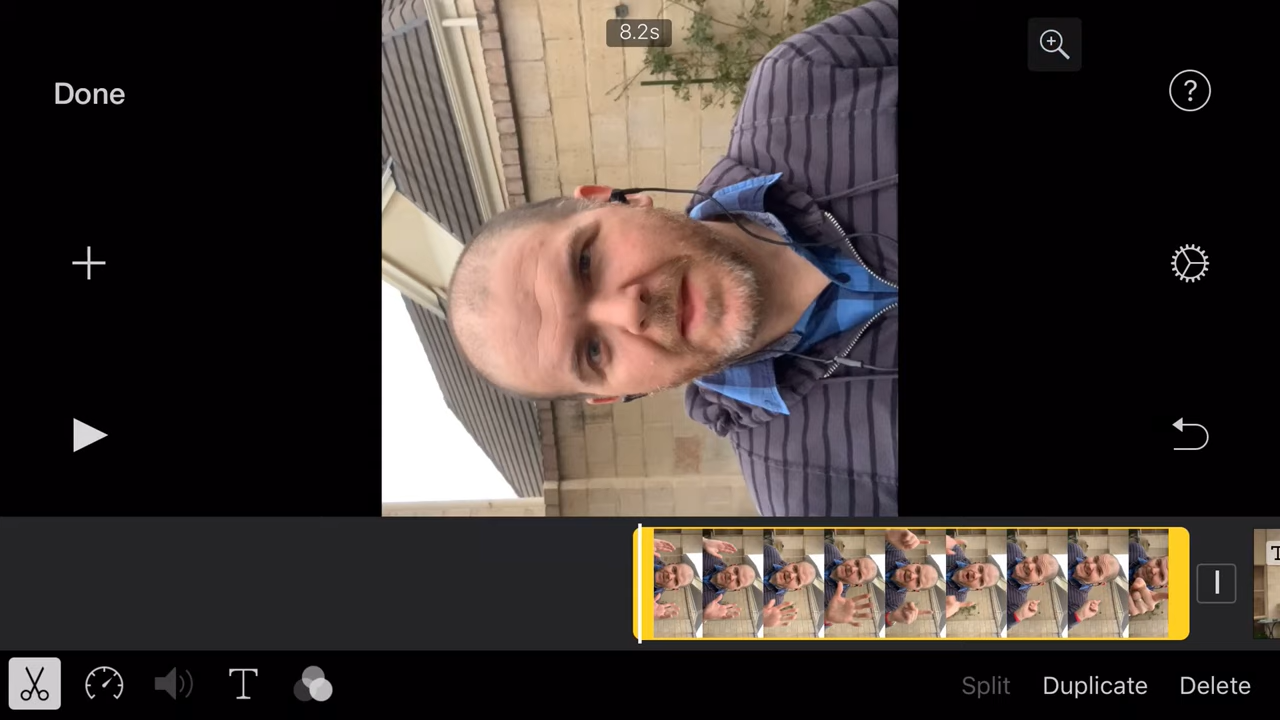 8.2s
Done
?
T
T
Split
Duplicate
Delete